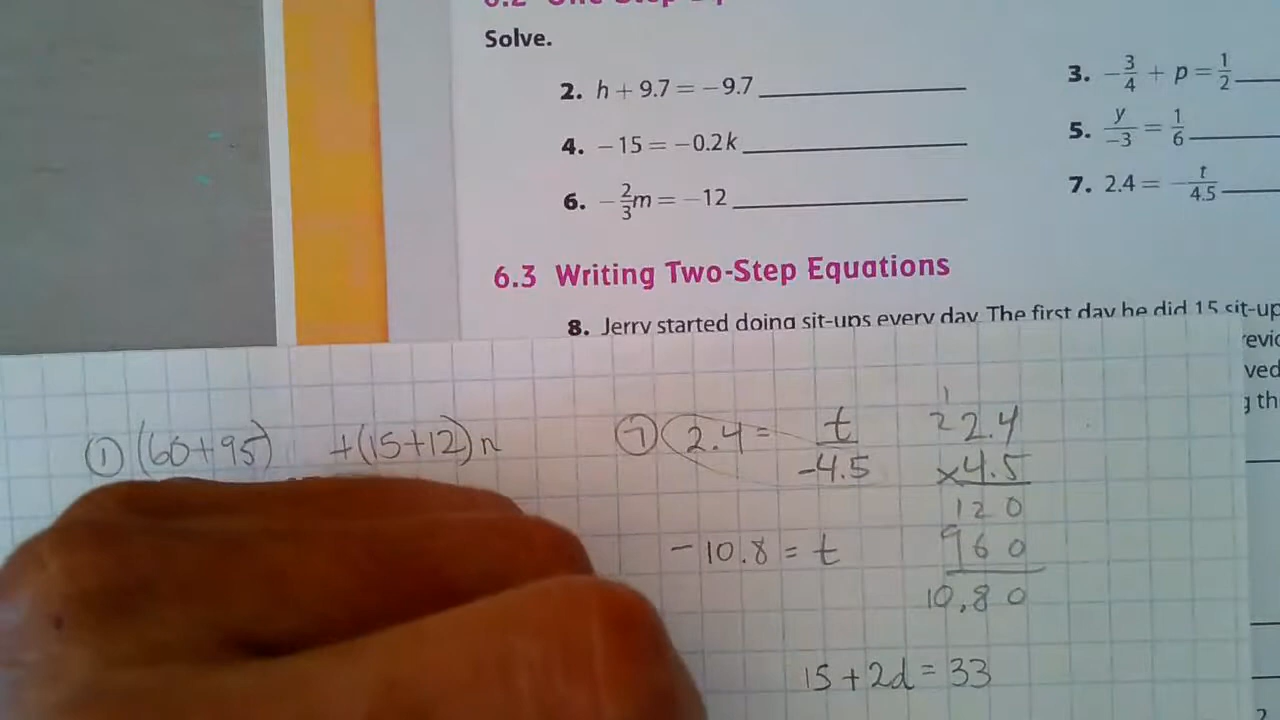 Solve.
2. h + 9.7 = −9.7
3. −3/4 + p = 1/2
4. −15 = −0.2k
5. y/−3 = 1/6
6. −2/3m = −12
7. 2.4 = −t/4.5
6.3 Writing Two-Step Equations
8. Jerry started doing sit-ups every day. The first day he did 15 sit-up
① (60+95) +(15+12)n
⑦ 2.4 = t/−4.5
−10.8 = t
1
2 2.4
×4.5
120
960
10.80
15 + 2d = 33